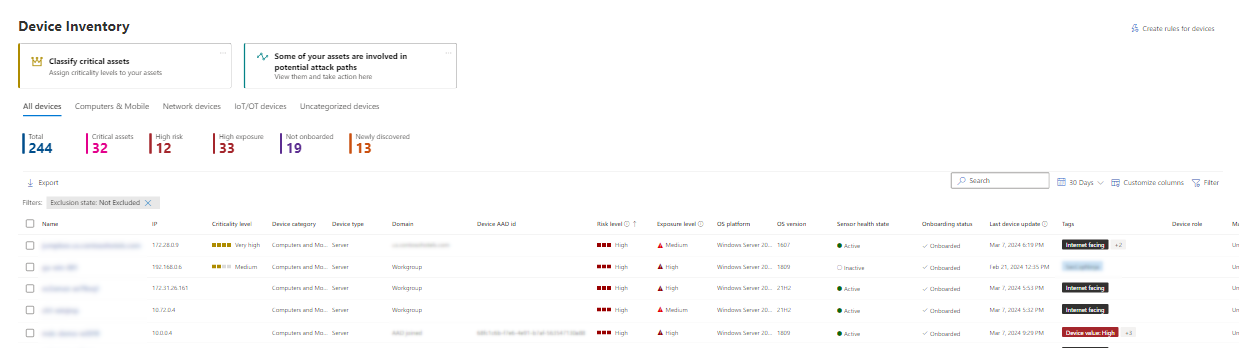 Device Inventory
Create rules for devices
Classify critical assets
Assign criticality levels to your assets
Some of your assets are involved in
potential attack paths
View them and take action here
All devices Computers & Mobile Network devices IoT/OT devices Uncategorized devices
Total Critical assets High risk High exposure Not onboarded Newly discovered
244 32 12 33 19 13
Export Search 30 Days Customize columns Filter
Filters: Exclusion state: Not Excluded
Name IP Criticality level Device category Device type Domain Device AAD id Risk level Exposure level OS platform OS version Sensor health state Onboarding status Last device update Tags Device role Ma
172.28.0.9 Very high Computers and Mo... Server High Medium Windows Server 20... 1607 Active Onboarded Mar 7, 2024 6:19 PM Internet facing +2 Un
192.168.0.6 Medium Computers and Mo... Server Workgroup High High Windows Server 20... 1809 Inactive Onboarded Feb 21, 2024 12:35 PM Un
172.31.26.161 Computers and Mo... Server Workgroup High High Windows Server 20... 21H2 Active Onboarded Mar 7, 2024 5:53 PM Internet facing Un
10.72.0.4 Computers and Mo... Server Workgroup High Medium Windows Server 20... 21H2 Active Onboarded Mar 7, 2024 5:32 PM Internet facing Un
10.0.0.4 Computers and Mo... Server High High Windows Server 20... 1809 Active Onboarded Mar 7, 2024 9:29 PM Device value: High +3 Un